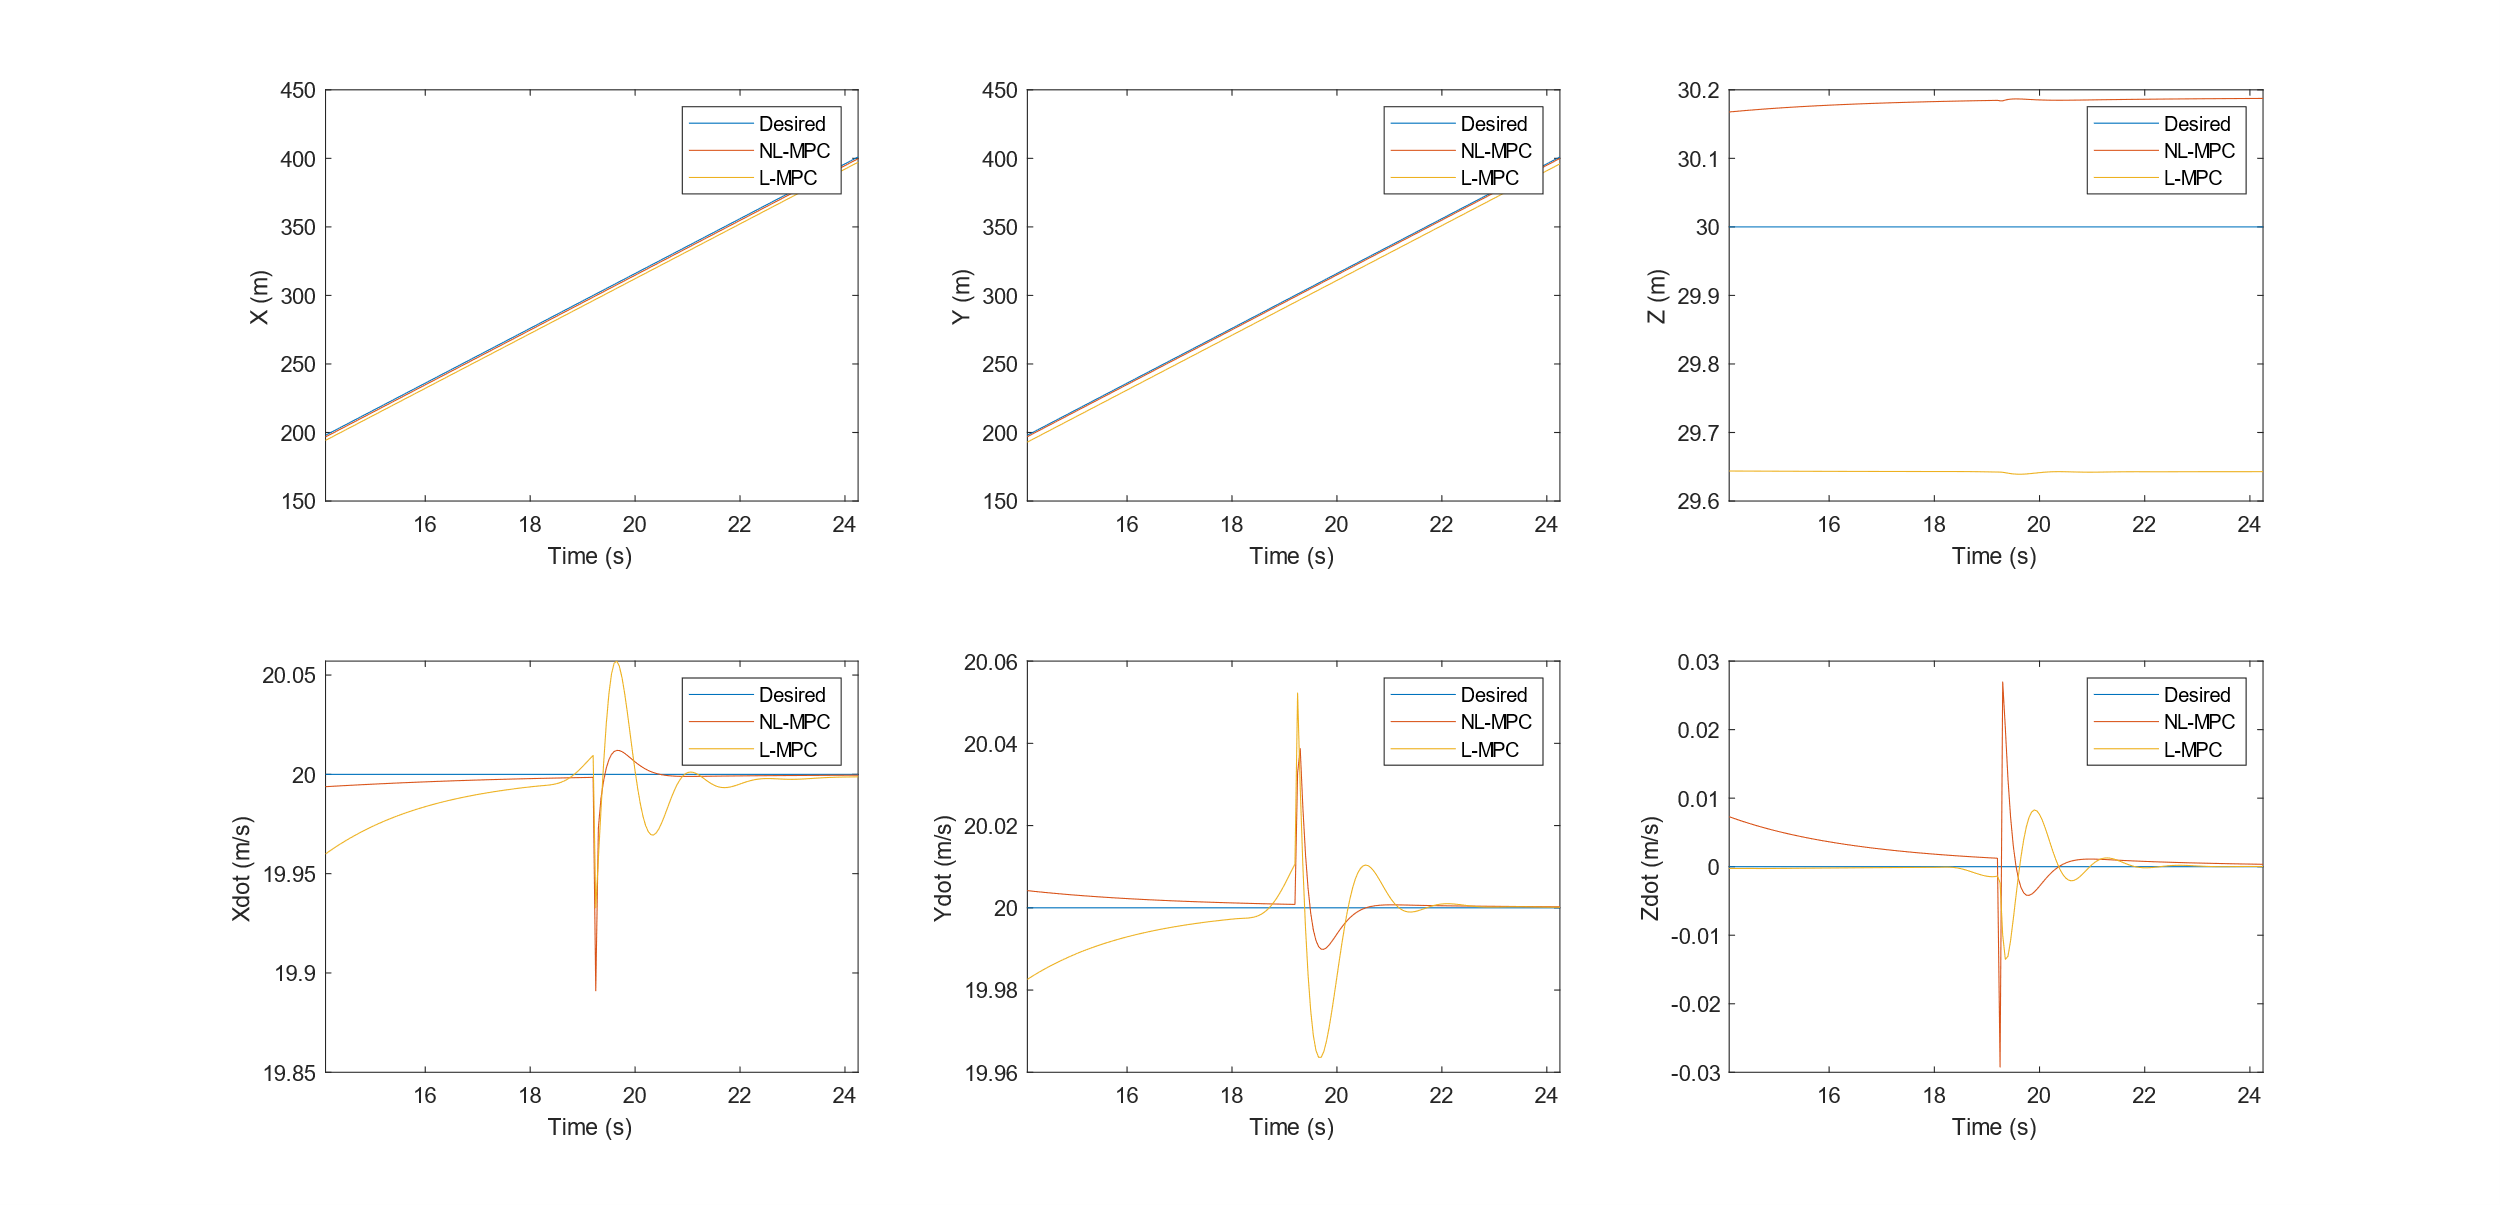 450
400
350
300
250
200
150
X (m)
16 18 20 22 24
Time (s)
Desired
NL-MPC
L-MPC
450
400
350
300
250
200
150
Y (m)
16 18 20 22 24
Time (s)
Desired
NL-MPC
L-MPC
30.2
30.1
30
29.9
29.8
29.7
29.6
Z (m)
16 18 20 22 24
Time (s)
Desired
NL-MPC
L-MPC
20.05
20
19.95
19.9
19.85
Xdot (m/s)
16 18 20 22 24
Time (s)
Desired
NL-MPC
L-MPC
20.06
20.04
20.02
20
19.98
19.96
Ydot (m/s)
16 18 20 22 24
Time (s)
Desired
NL-MPC
L-MPC
0.03
0.02
0.01
0
-0.01
-0.02
-0.03
Zdot (m/s)
16 18 20 22 24
Time (s)
Desired
NL-MPC
L-MPC